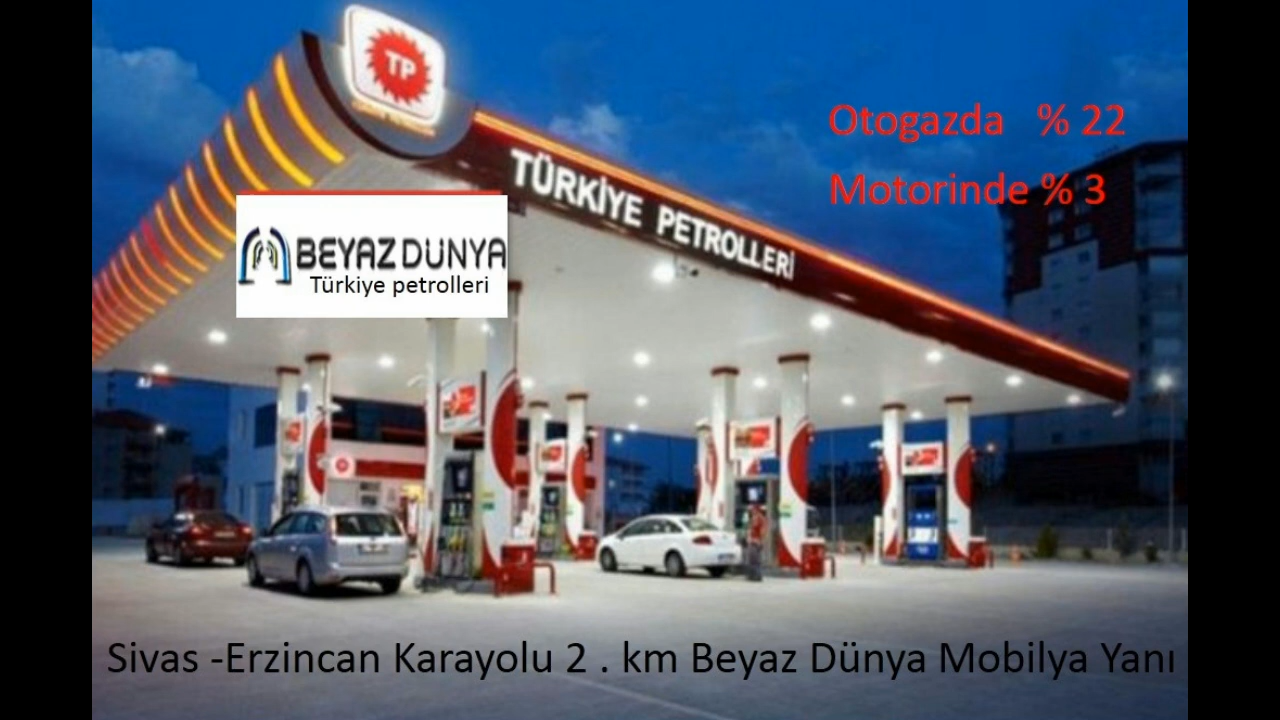 TP
TÜRKİYE PETROLLERİ
Otogazda % 22
Motorinde % 3
BEYAZ DÜNYA
Türkiye petrolleri
Sivas -Erzincan Karayolu 2 . km Beyaz Dünya Mobilya Yanı